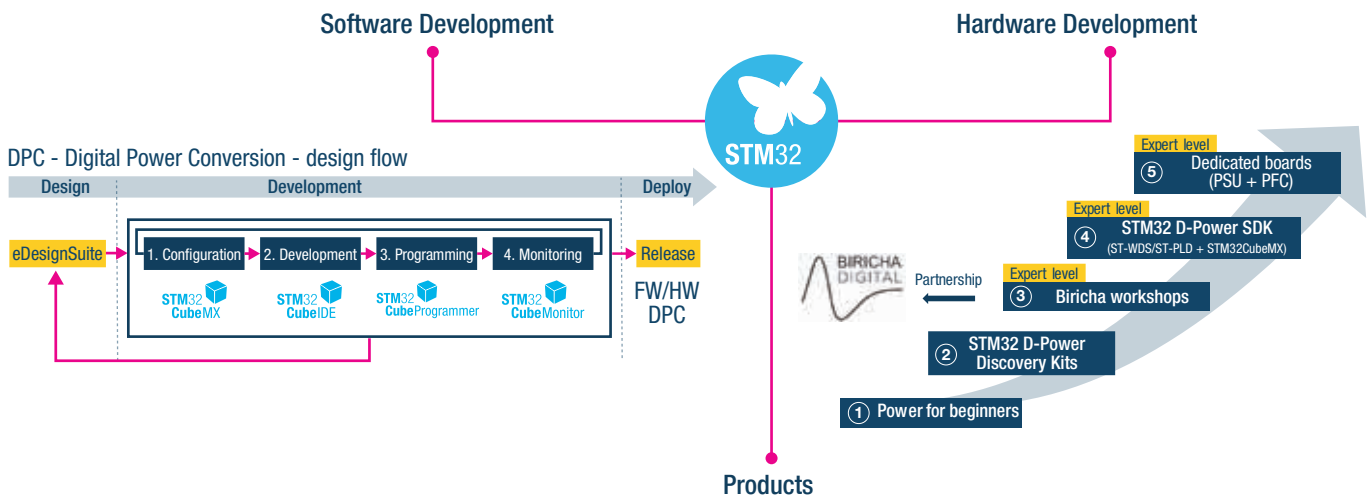 Software Development
Hardware Development
STM32
DPC - Digital Power Conversion - design flow
Design
Development
Deploy
eDesignSuite
1. Configuration
2. Development
3. Programming
4. Monitoring
Release
STM32
CubeMX
STM32
CubeIDE
STM32
CubeProgrammer
STM32
CubeMonitor
FW/HW
DPC
Expert level
5
Dedicated boards
(PSU + PFC)
Expert level
4
STM32 D-Power SDK
(ST-WDS/ST-PLD + STM32CubeMX)
BIRICHA
DIGITAL
Partnership
Expert level
3
Biricha workshops
2
STM32 D-Power
Discovery Kits
1
Power for beginners
Products